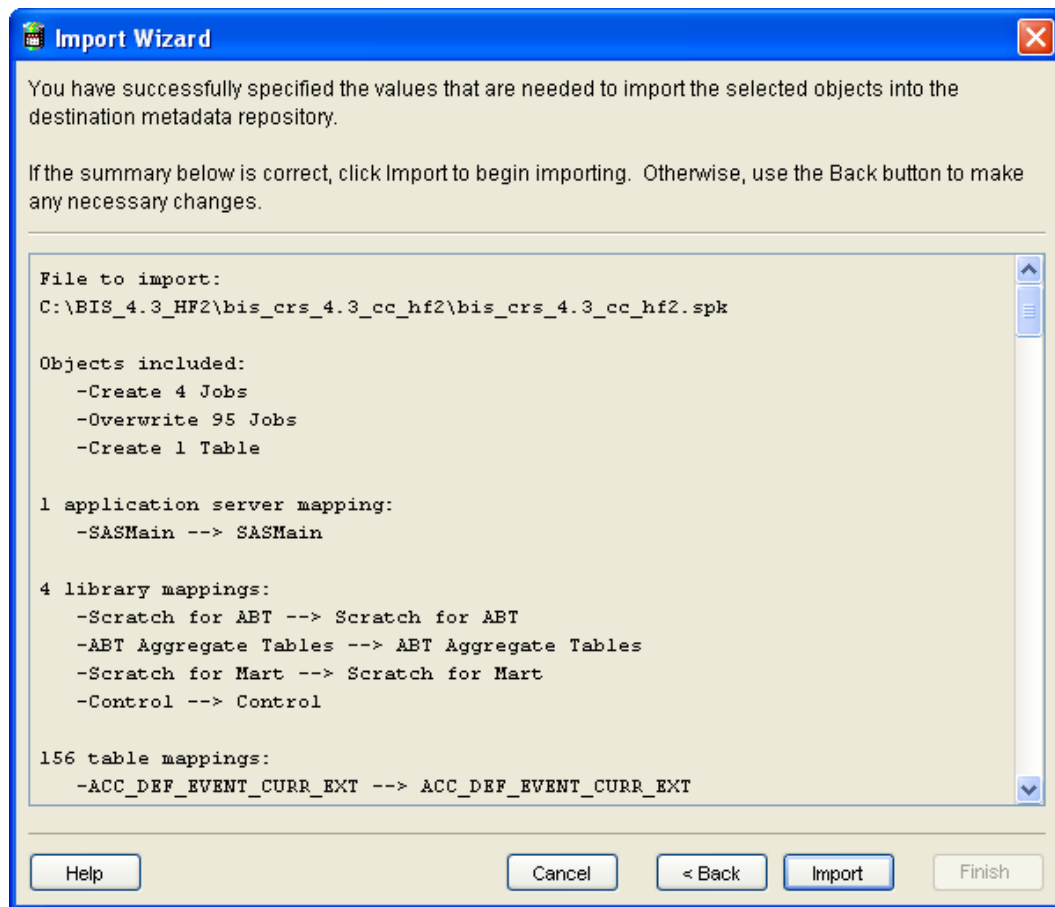 Import Wizard
You have successfully specified the values that are needed to import the selected objects into the
destination metadata repository.
If the summary below is correct, click Import to begin importing.  Otherwise, use the Back button to make
any necessary changes.
File to import:
C:\BIS_4.3_HF2\bis_crs_4.3_cc_hf2\bis_crs_4.3_cc_hf2.spk
Objects included:
-Create 4 Jobs
-Overwrite 95 Jobs
-Create 1 Table
1 application server mapping:
-SASMain --> SASMain
4 library mappings:
-Scratch for ABT --> Scratch for ABT
-ABT Aggregate Tables --> ABT Aggregate Tables
-Scratch for Mart --> Scratch for Mart
-Control --> Control
156 table mappings:
-ACC_DEF_EVENT_CURR_EXT --> ACC_DEF_EVENT_CURR_EXT
Help Cancel < Back Import Finish